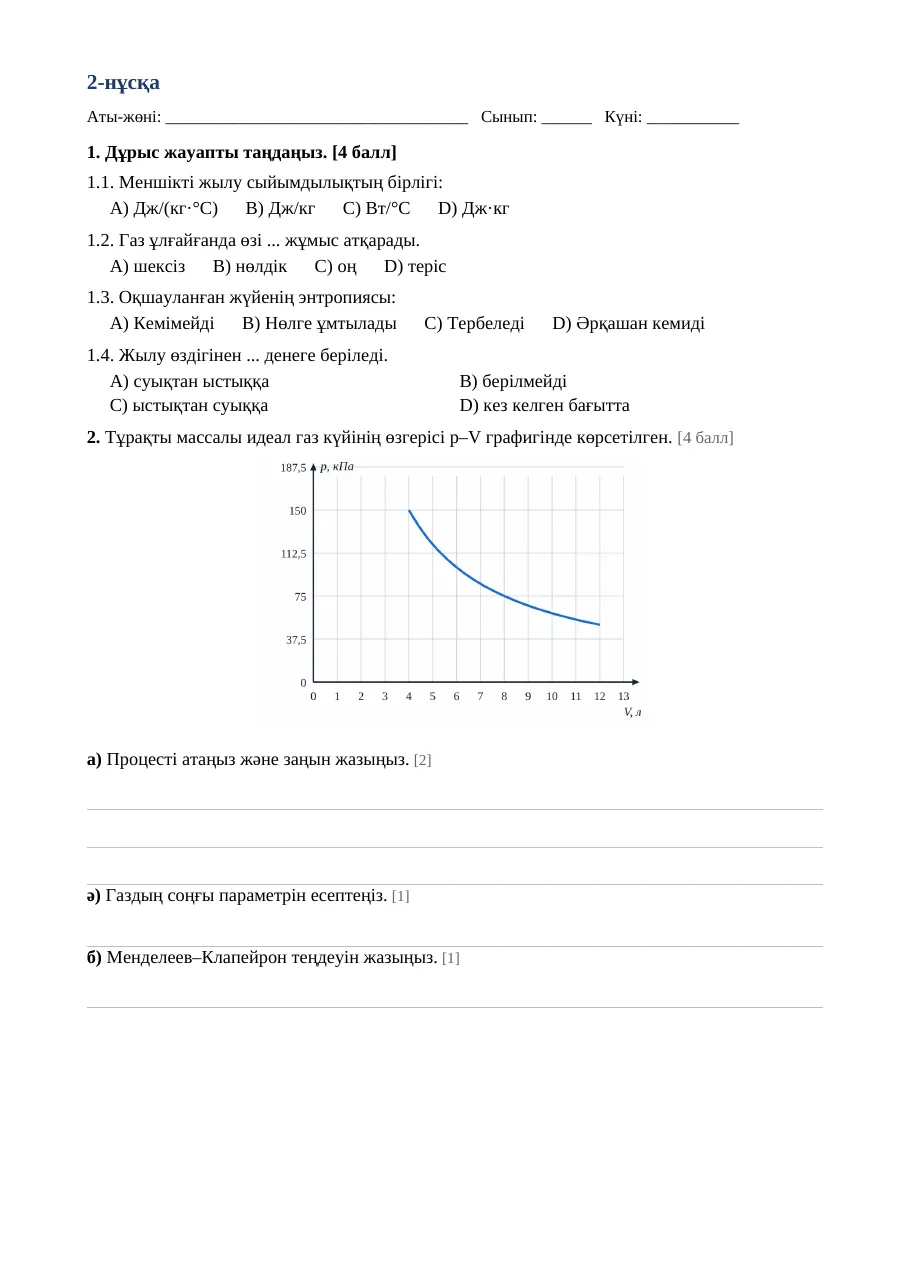 2-нұсқа
Аты-жөні: ____________________________________ Сынып: ______ Күні: ___________
1. Дұрыс жауапты таңдаңыз. [4 балл]
1.1. Меншікті жылу сыйымдылықтың бірлігі:
A) Дж/(кг·°C) B) Дж/кг C) Вт/°C D) Дж·кг
1.2. Газ ұлғайғанда өзі ... жұмыс атқарады.
A) шексіз B) нөлдік C) оң D) теріс
1.3. Оқшауланған жүйенің энтропиясы:
A) Кемімейді B) Нөлге ұмтылады C) Тербеледі D) Әрқашан кемиді
1.4. Жылу өздігінен ... денеге беріледі.
A) суықтан ыстыққа B) берілмейді
C) ыстықтан суыққа D) кез келген бағытта
2. Тұрақты массалы идеал газ күйінің өзгерісі p–V графигінде көрсетілген. [4 балл]
187,5 p, кПа
150
112,5
75
37,5
0
0 1 2 3 4 5 6 7 8 9 10 11 12 13
V, л
а) Процесті атаңыз және заңын жазыңыз. [2]
ә) Газдың соңғы параметрін есептеңіз. [1]
б) Менделеев–Клапейрон теңдеуін жазыңыз. [1]